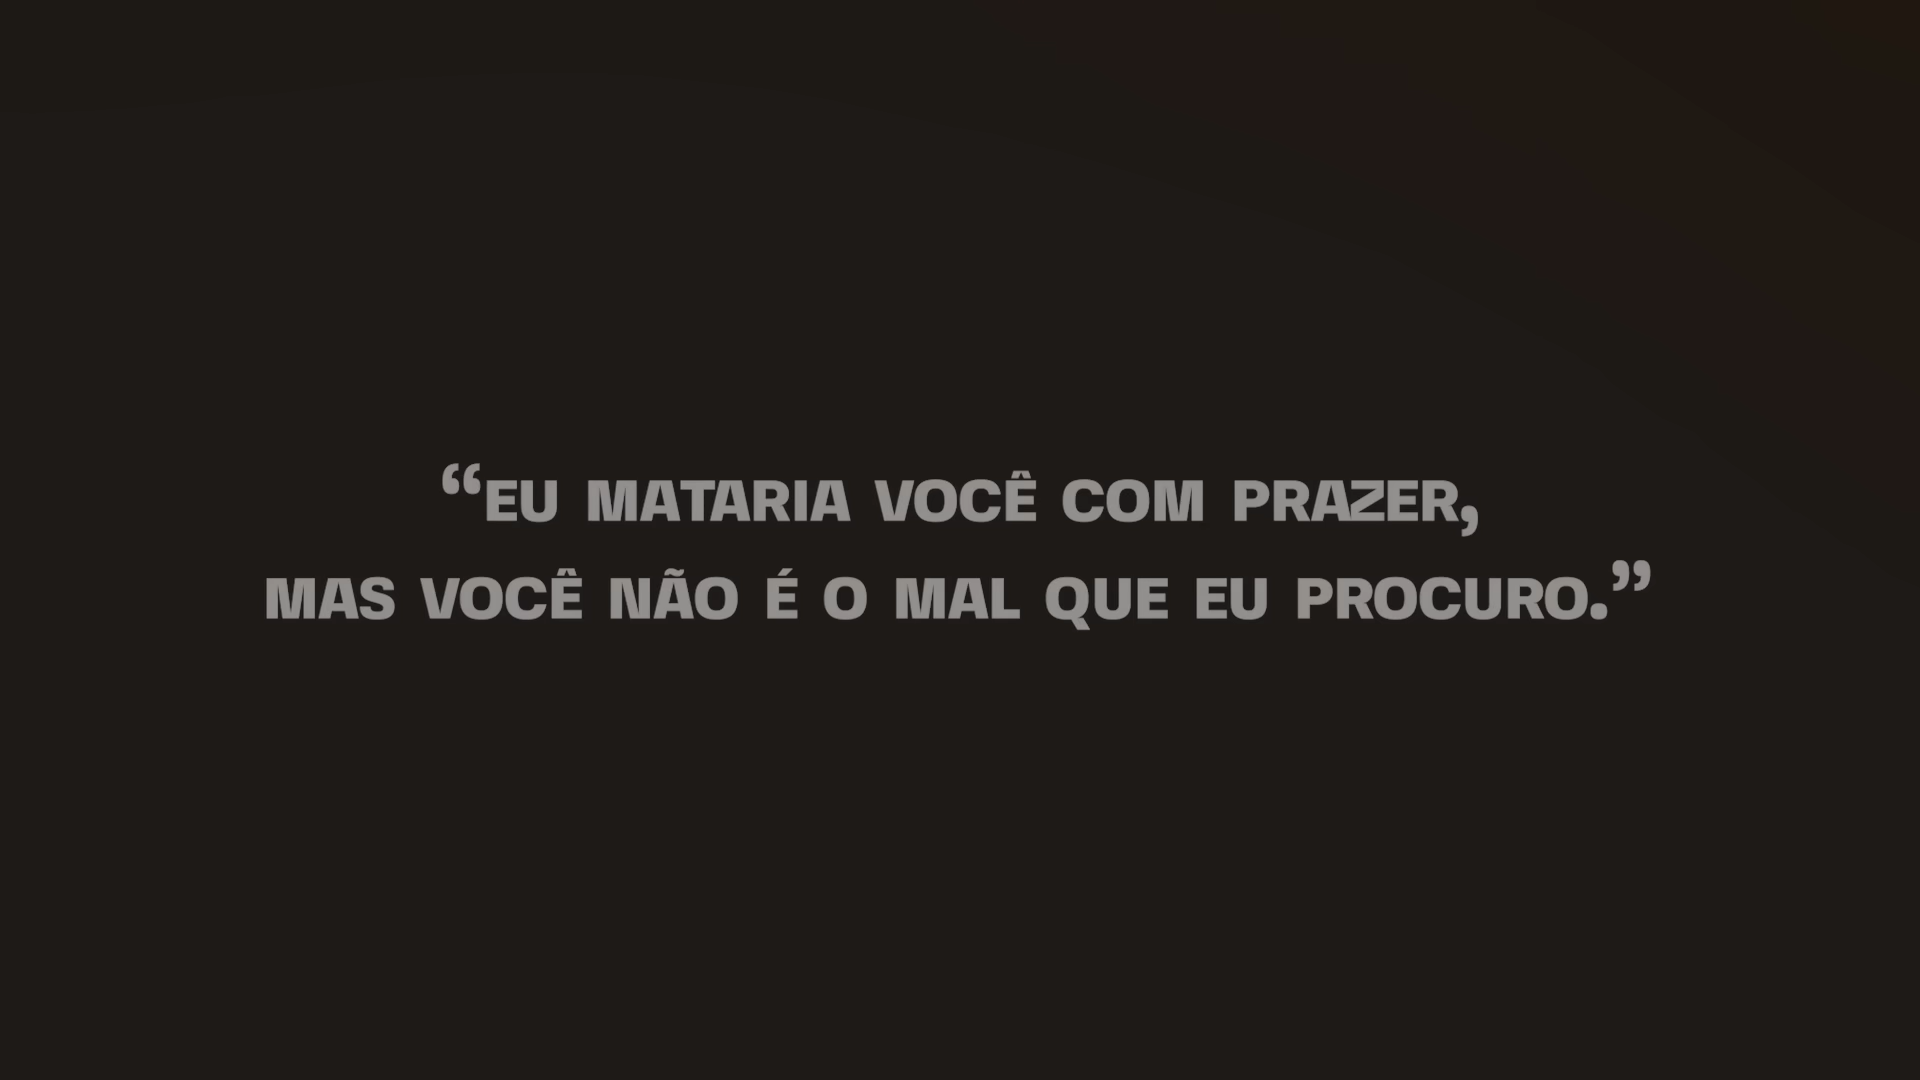 “EU MATARIA VOCÊ COM PRAZER,
MAS VOCÊ NÃO É O MAL QUE EU PROCURO.”